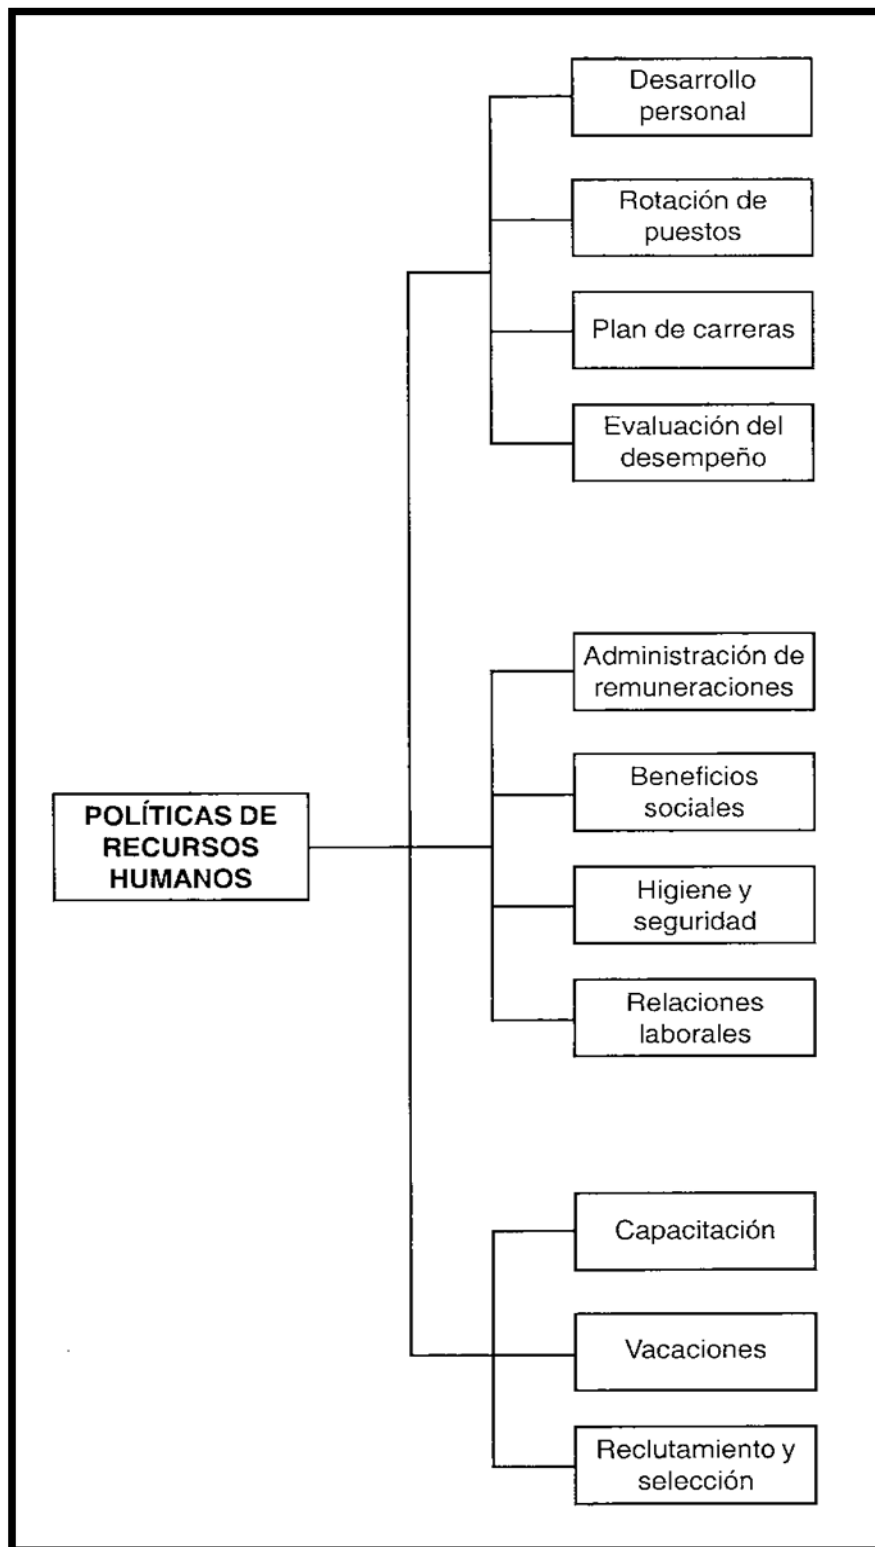 Desarrollo
personal
Rotación de
puestos
Plan de carreras
Evaluación del
desempeño
Administración de
remuneraciones
Beneficios
sociales
POLÍTICAS DE
RECURSOS
HUMANOS
Higiene y
seguridad
Relaciones
laborales
Capacitación
Vacaciones
Reclutamiento y
selección